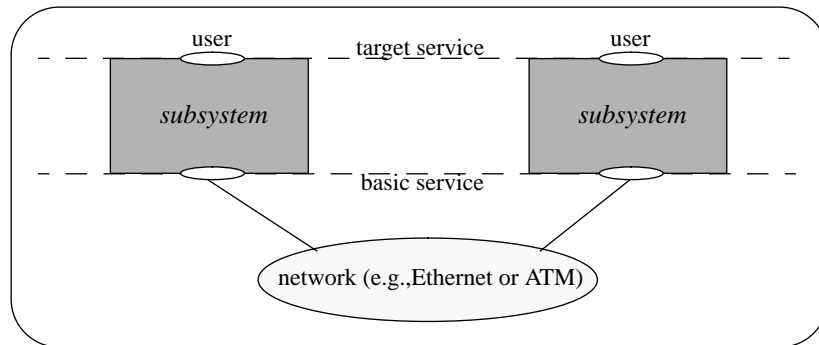 user
target service
user
subsystem
subsystem
basic service
network (e.g.,Ethernet or ATM)